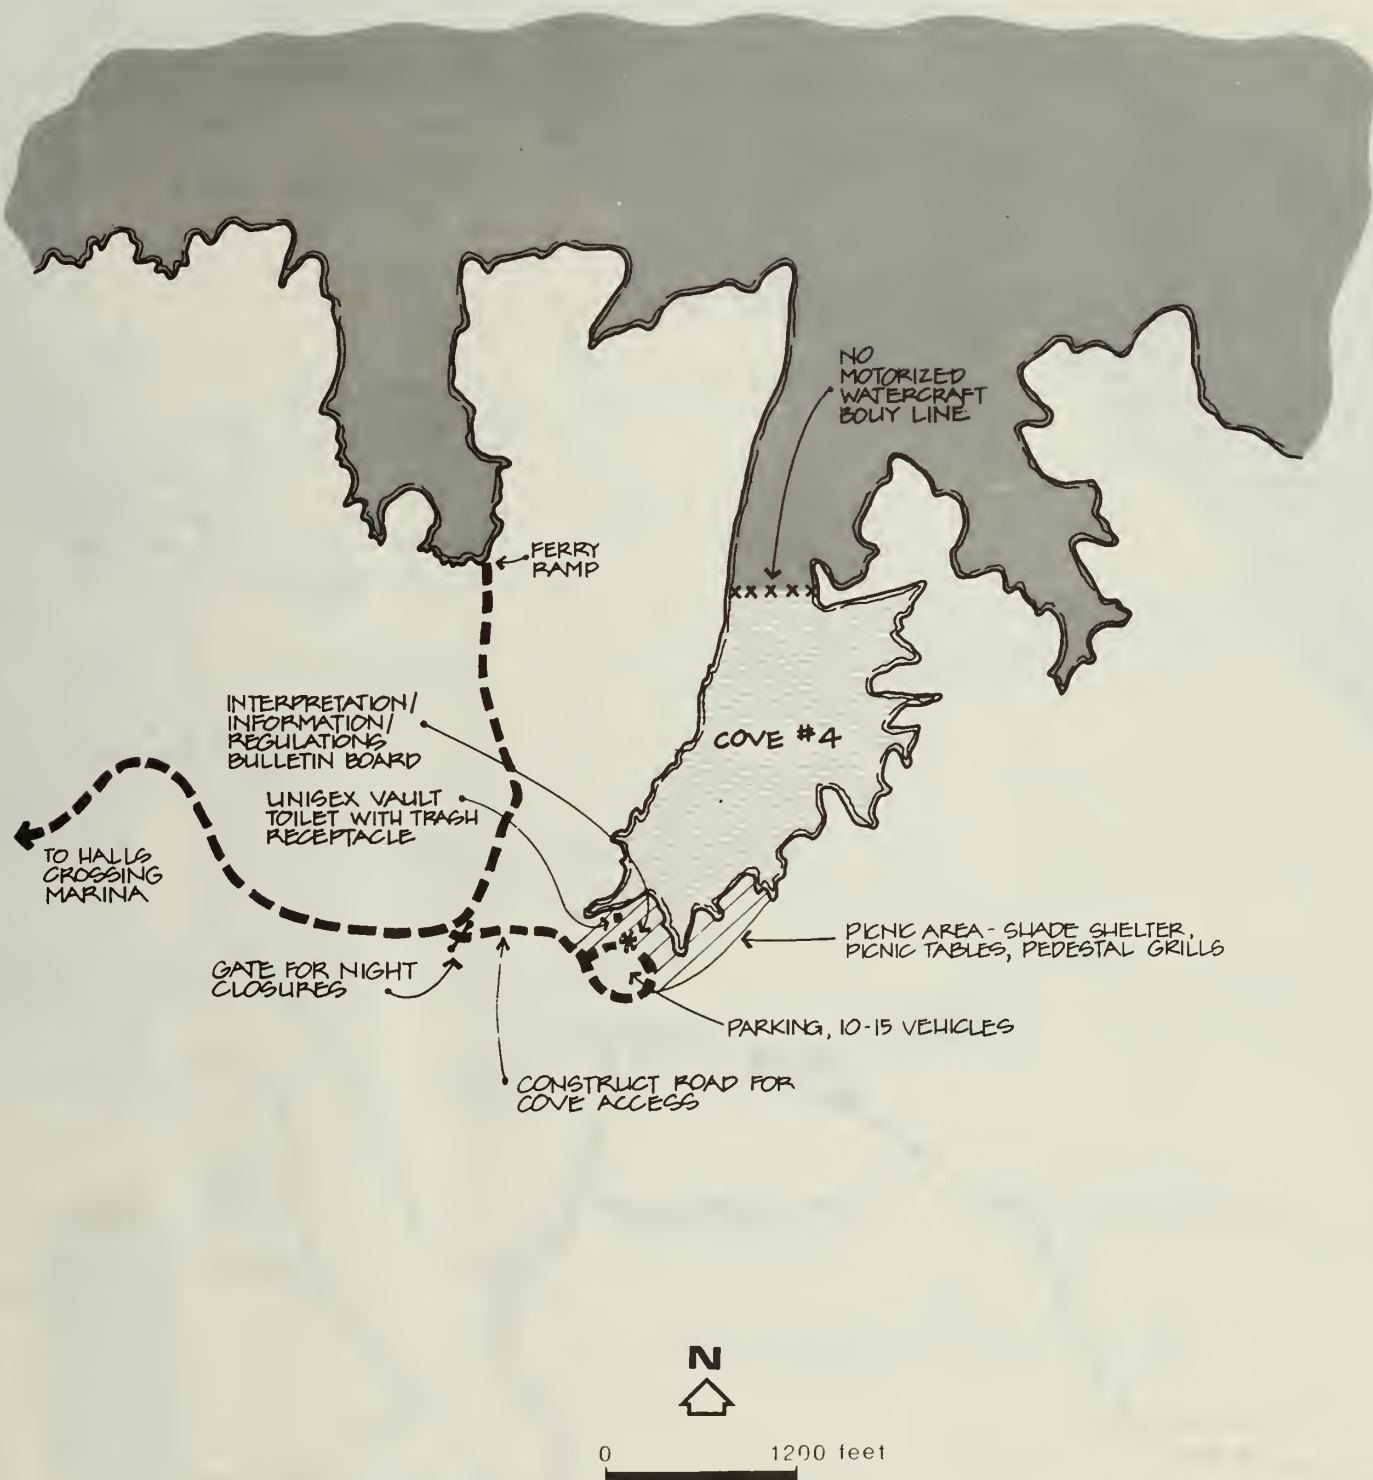 NO
MOTORIZED
WATERCRAFT
BOUY LINE
FERRY
RAMP
INTERPRETATION/
INFORMATION/
REGULATIONS
BULLETIN BOARD
COVE #4
UNISEX VAULT
TOILET WITH TRASH
RECEPTACLE
TO HALLS
CROSSING
MARINA
PICNIC AREA - SHADE SHELTER,
PICNIC TABLES, PEDESTAL GRILLS
GATE FOR NIGHT
CLOSURES
PARKING, 10-15 VEHICLES
CONSTRUCT ROAD FOR
COVE ACCESS
N
0 1200 feet